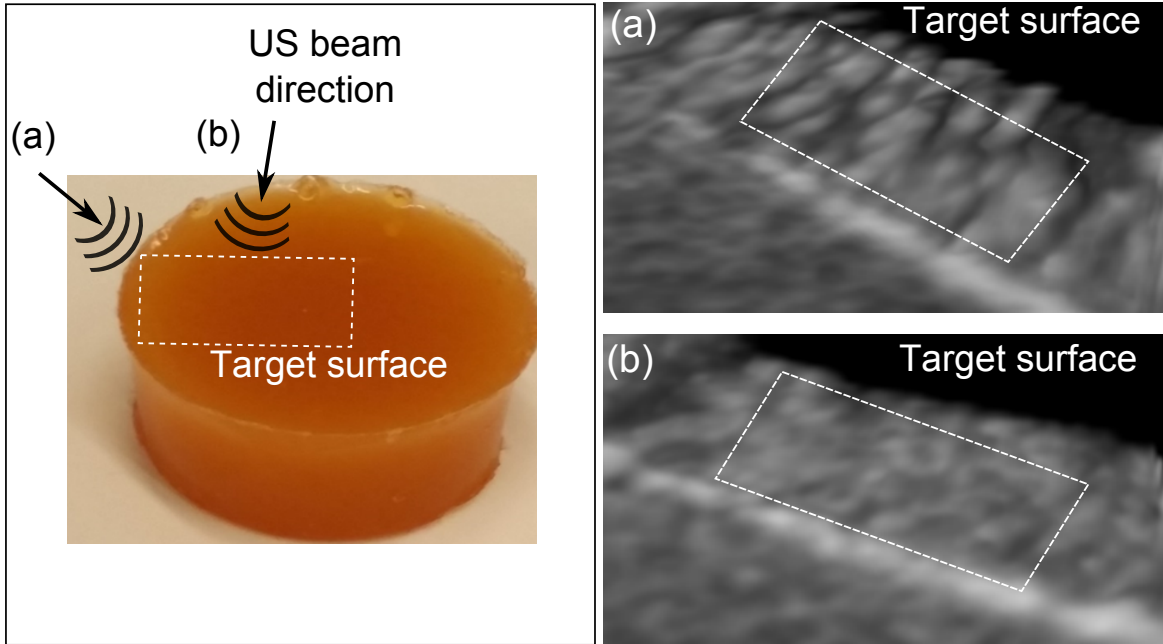 US beam
direction
(a)
(b)
Target surface
(a)
Target surface
(b)
Target surface